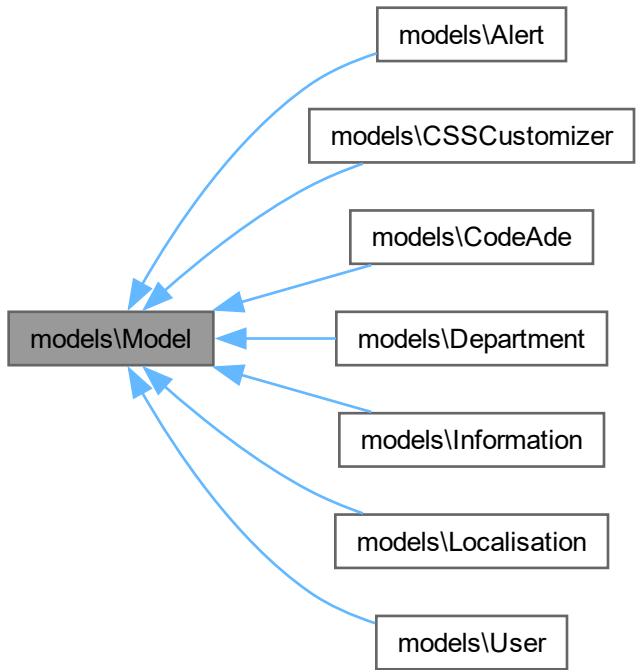 models\Alert
models\CSSCustomizer
models\CodeAde
models\Model
models\Department
models\Information
models\Localisation
models\User